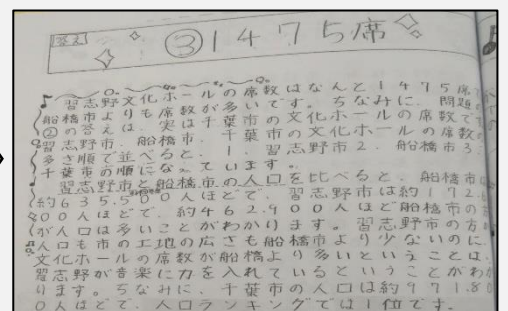 答え ③1475席
習志野文化ホールの席数はなんと1475席
船橋市よりも席数が多いです。ちなみに、問題
②の答えは、実は千葉市の文化ホールの席数で
習志野市、船橋市、千葉市の文化ホールの席数の
多さ順で並べると、1、習志野市2、船橋市3、
千葉市の順になっています。
習志野市と船橋市の人口を比べると、船橋市は
約635.500人ほどで、習志野市は約172.6
00人ほどで、約462.900人ほど船橋市の方
が人口は多いことがわかります。習志野市の方が
人口も市の土地の広さも船橋市より少ないのに、
文化ホールの席数が船橋より多いということは、
習志野が音楽に力を入れているということがわか
ります。ちなみに、千葉市の人口は約971.80
0人ほどで、人口ランキングでは1位です。